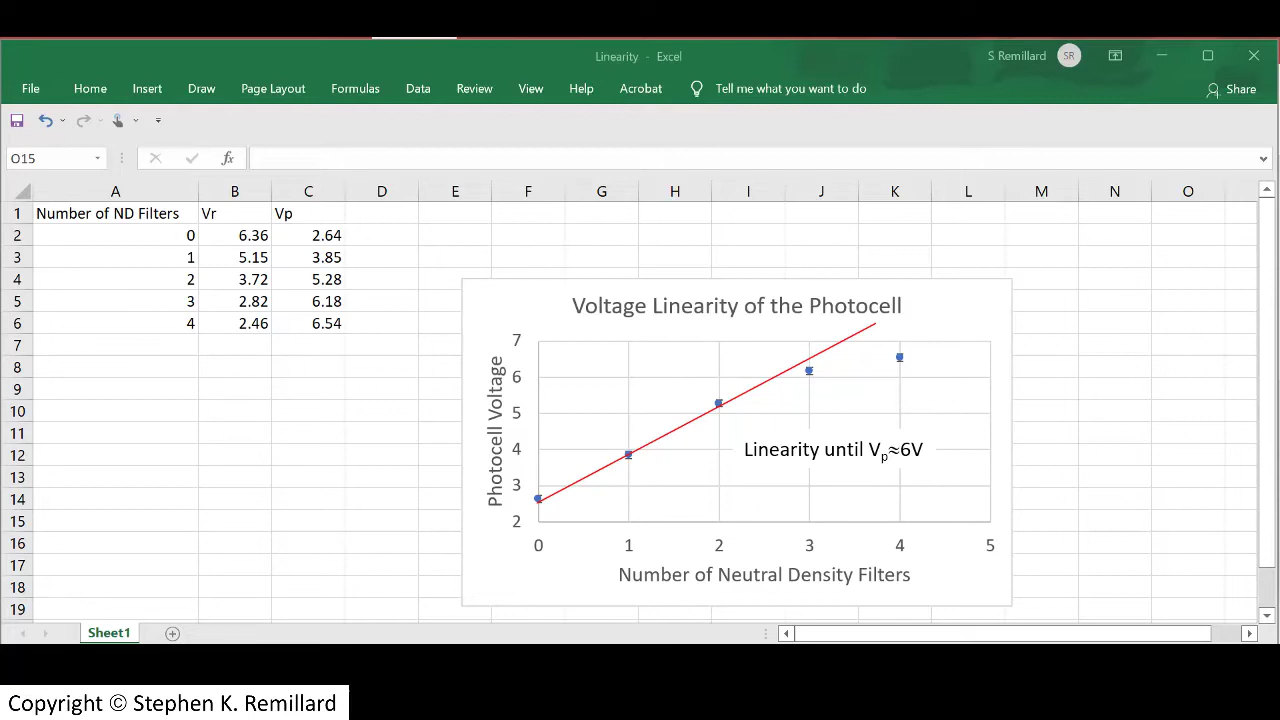 Linearity - Excel
S Remillard SR
File Home Insert Draw Page Layout Formulas Data Review View Help Acrobat Tell me what you want to do Share
O15 fx
A B C D E F G H I J K L M N O
1 Number of ND Filters Vr Vp
2 0 6.36 2.64
3 1 5.15 3.85
4 2 3.72 5.28
5 3 2.82 6.18
6 4 2.46 6.54
7
8
9
10
11
12
13
14
15
16
17
18
19
Voltage Linearity of the Photocell
Photocell Voltage
7
6
5
4
3
2
Linearity until Vp≈6V
0 1 2 3 4 5
Number of Neutral Density Filters
Sheet1
Copyright © Stephen K. Remillard